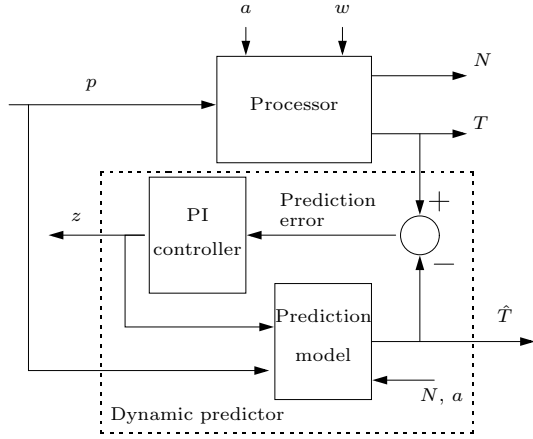 a
w
N
p
Processor
T
+
PI
controller
Prediction
error
z
−
Prediction
model
T̂
N, a
Dynamic predictor